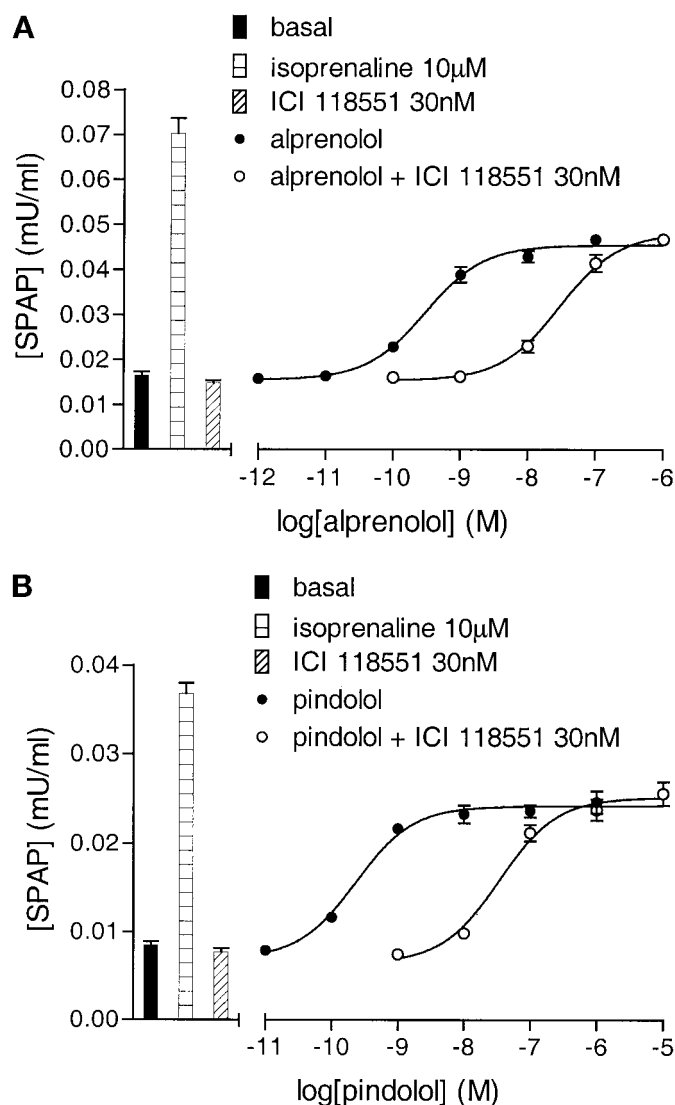 A
basal
isoprenaline 10µM
ICI 118551 30nM
alprenolol
alprenolol + ICI 118551 30nM
[SPAP] (mU/ml)
0.08
0.07
0.06
0.05
0.04
0.03
0.02
0.01
0.00
-12 -11 -10 -9 -8 -7 -6
log[alprenolol] (M)
B
basal
isoprenaline 10µM
ICI 118551 30nM
pindolol
pindolol + ICI 118551 30nM
[SPAP] (mU/ml)
0.04
0.03
0.02
0.01
0.00
-11 -10 -9 -8 -7 -6 -5
log[pindolol] (M)